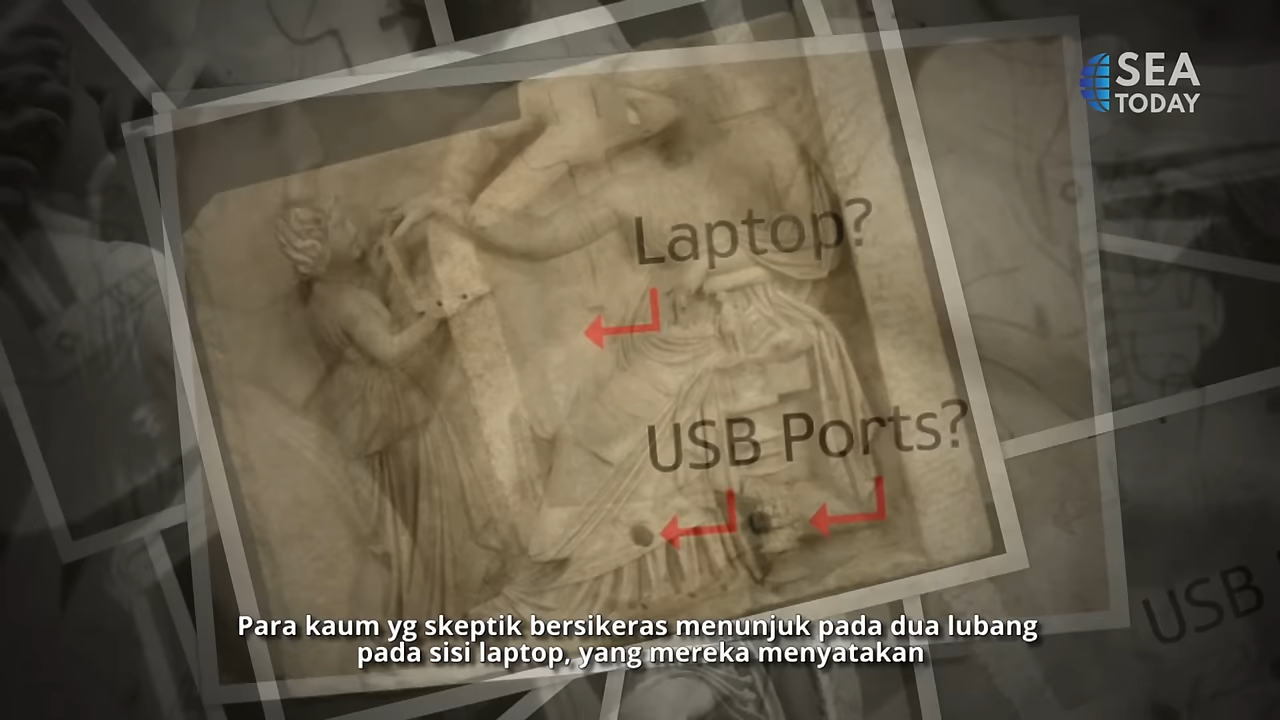 SEA
TODAY
Laptop?
USB Ports?
USB
Para kaum yg skeptik bersikeras menunjuk pada dua lubang
pada sisi laptop, yang mereka menyatakan